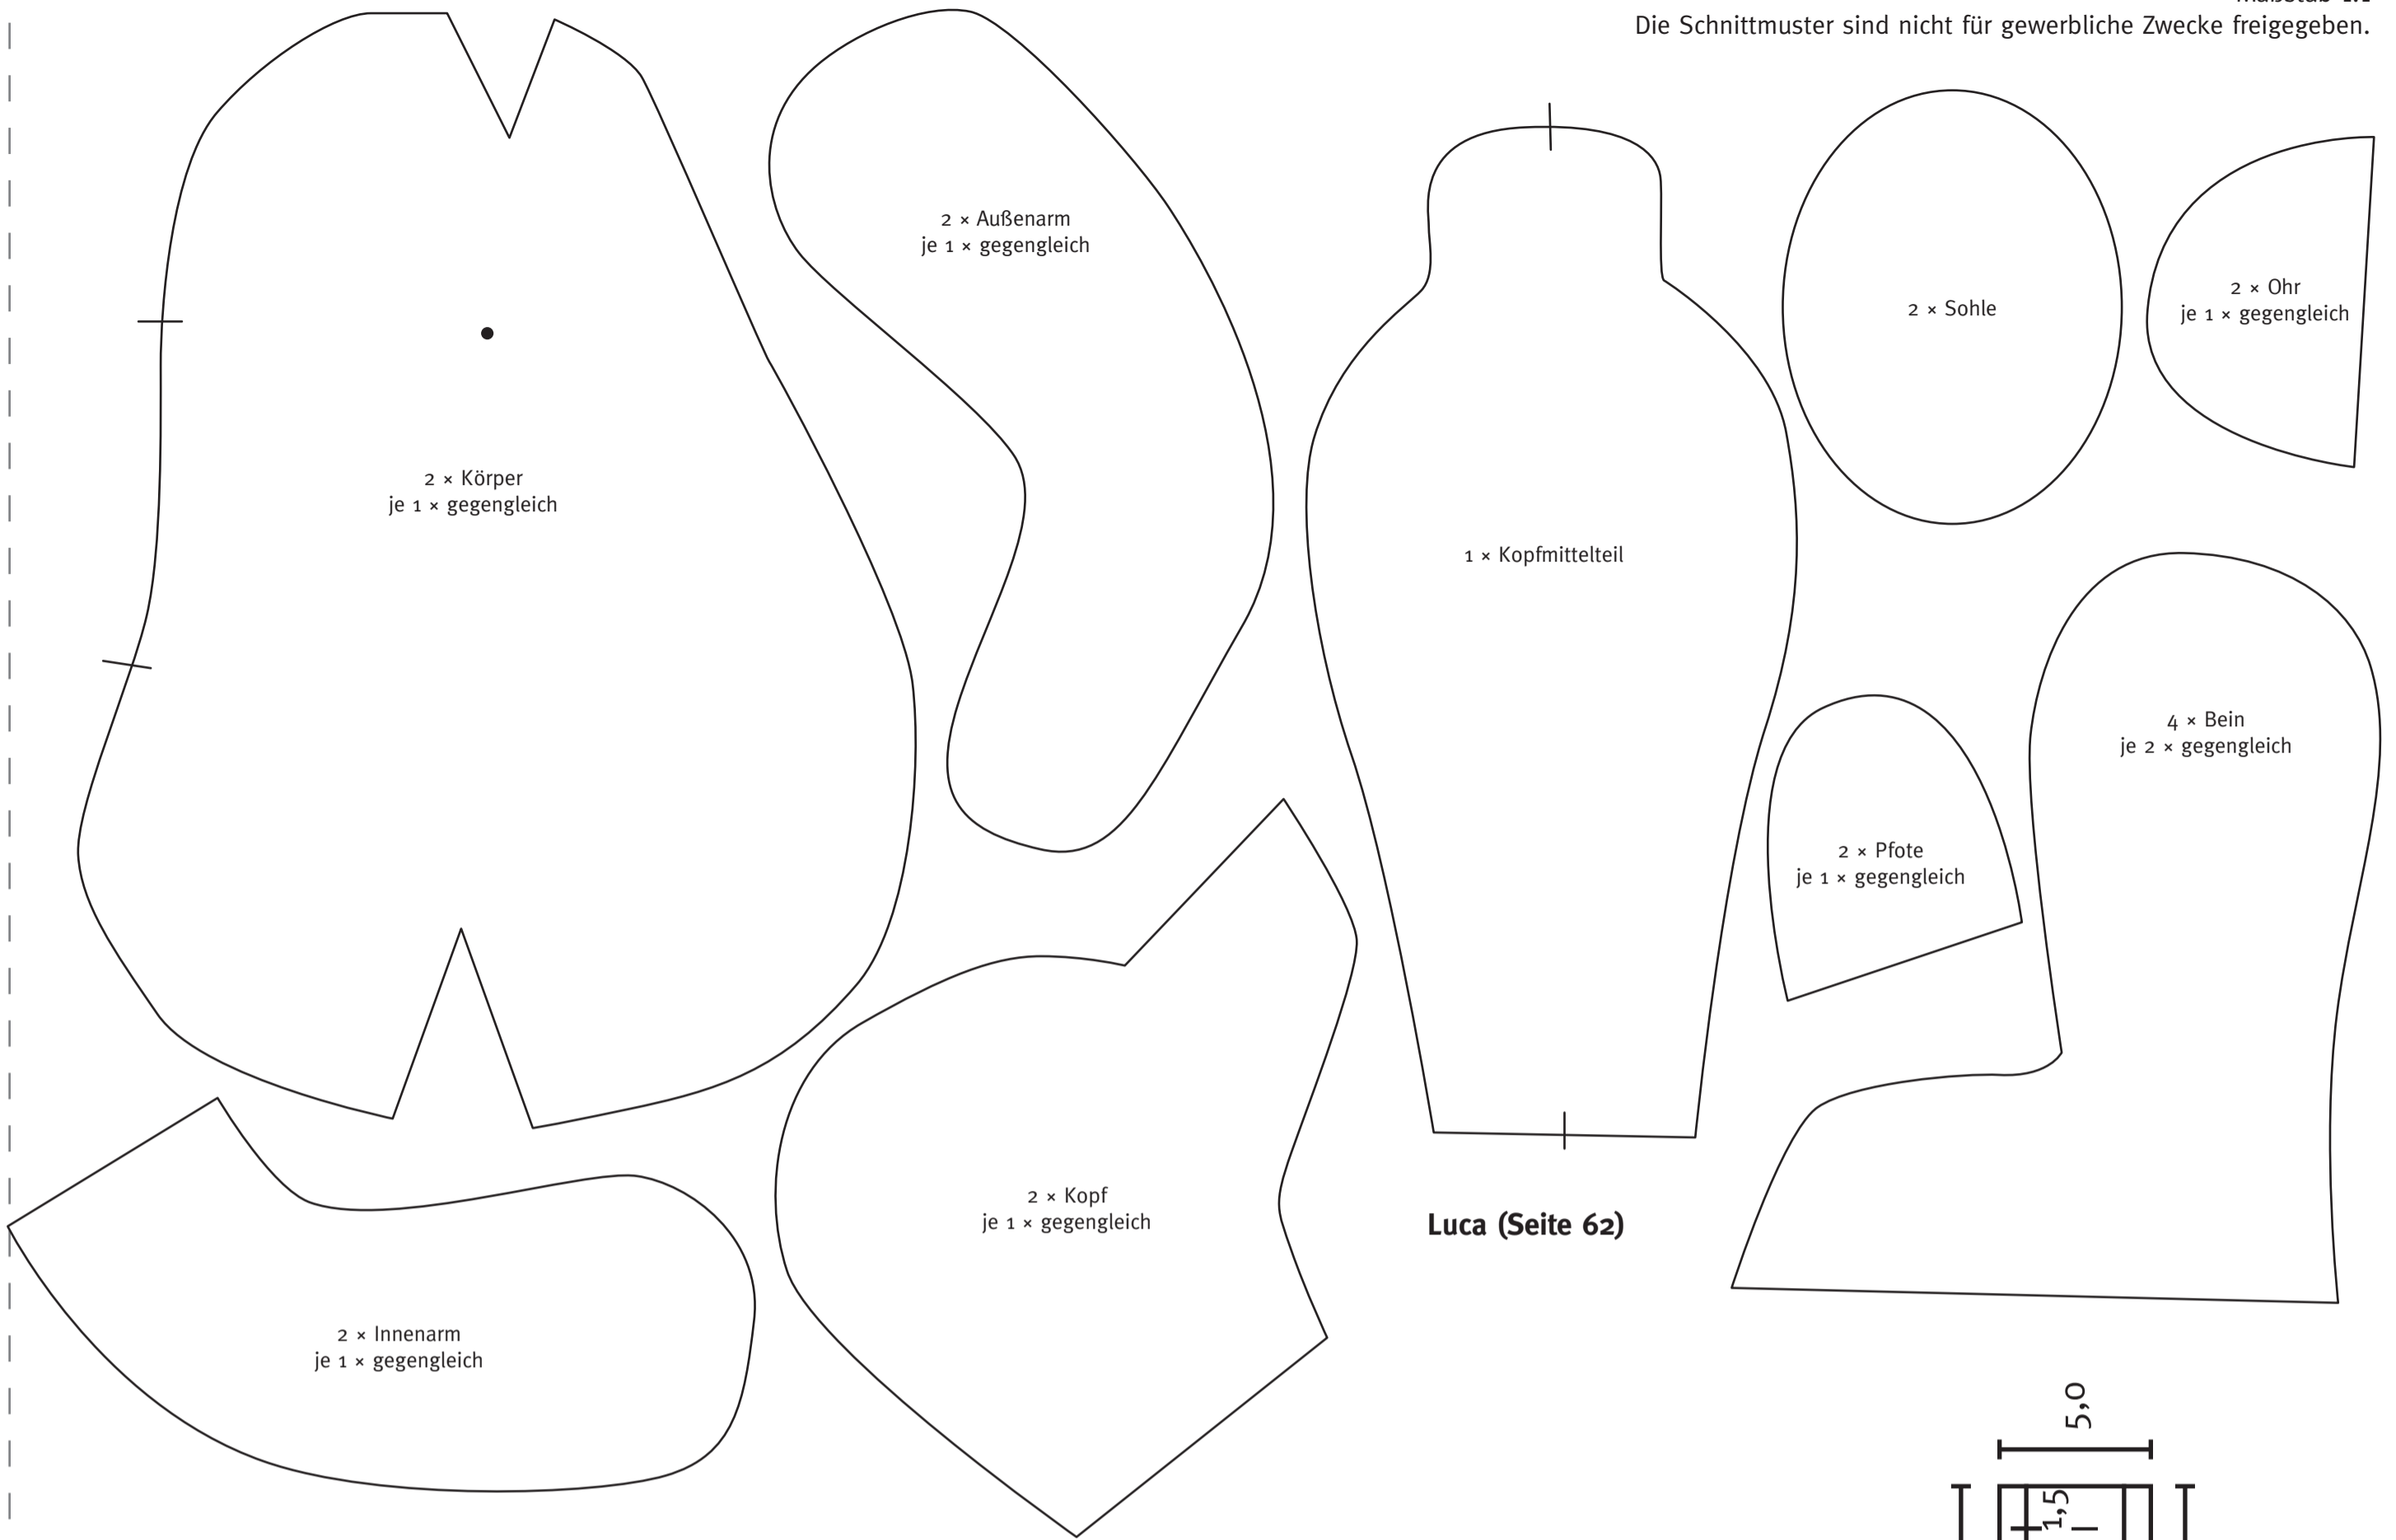 Die Schnittmuster sind nicht für gewerbliche Zwecke freigegeben.
2 × Außenarm
je 1 × gegengleich
2 × Ohr
je 1 × gegengleich
2 × Sohle
2 × Körper
je 1 × gegengleich
1 × Kopfmittelteil
4 × Bein
je 2 × gegengleich
2 × Pfote
je 1 × gegengleich
2 × Kopf
je 1 × gegengleich
Luca (Seite 62)
2 × Innenarm
je 1 × gegengleich
5,0
1,5